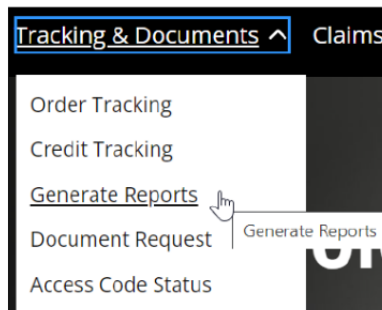 Tracking & Documents Claims
Order Tracking
Credit Tracking
Generate Reports
Generate Reports
Document Request
Access Code Status